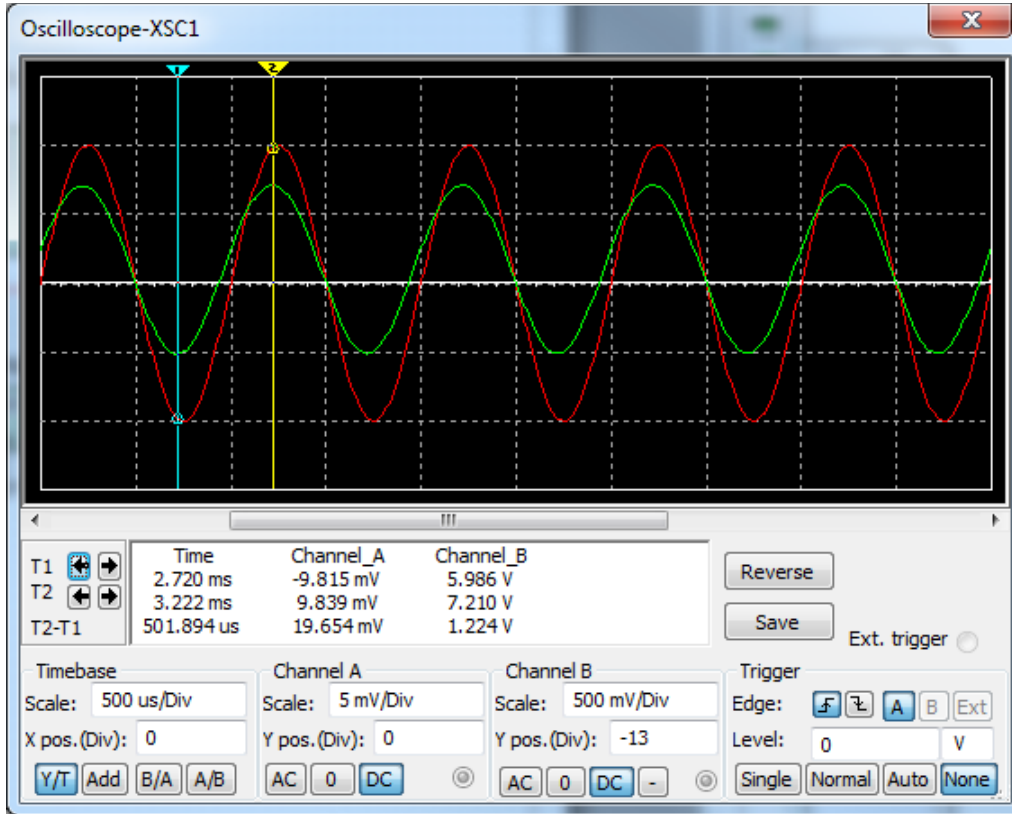 Oscilloscope-XSC1
1 2
T1
T2
T2-T1
Time Channel_A Channel_B
2.720 ms -9.815 mV 5.986 V
3.222 ms 9.839 mV 7.210 V
501.894 us 19.654 mV 1.224 V
Reverse
Save
Ext. trigger
Timebase
Scale: 500 us/Div
X pos.(Div): 0
Y/T Add B/A A/B
Channel A
Scale: 5 mV/Div
Y pos.(Div): 0
AC 0 DC
Channel B
Scale: 500 mV/Div
Y pos.(Div): -13
AC 0 DC -
Trigger
Edge: A B Ext
Level: 0 V
Single Normal Auto None